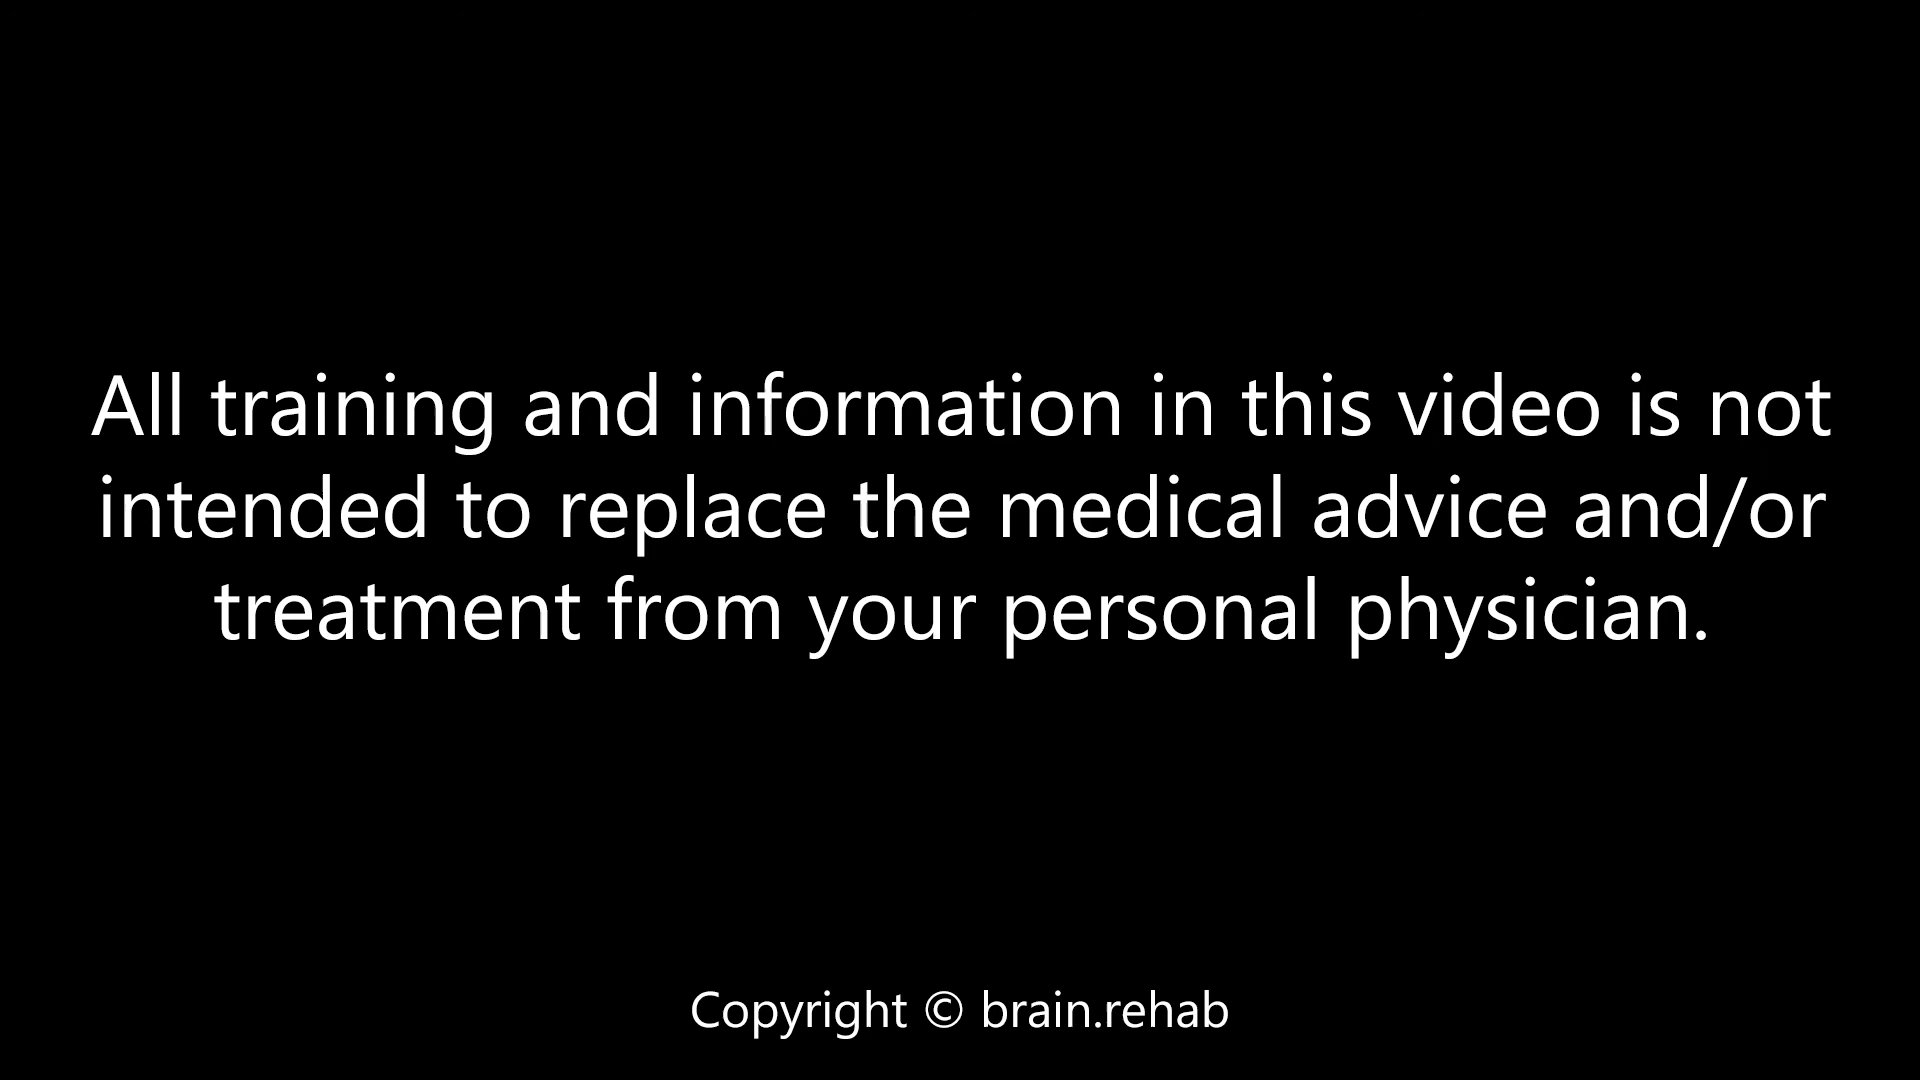 All training and information in this video is not
intended to replace the medical advice and/or
treatment from your personal physician.
Copyright © brain.rehab